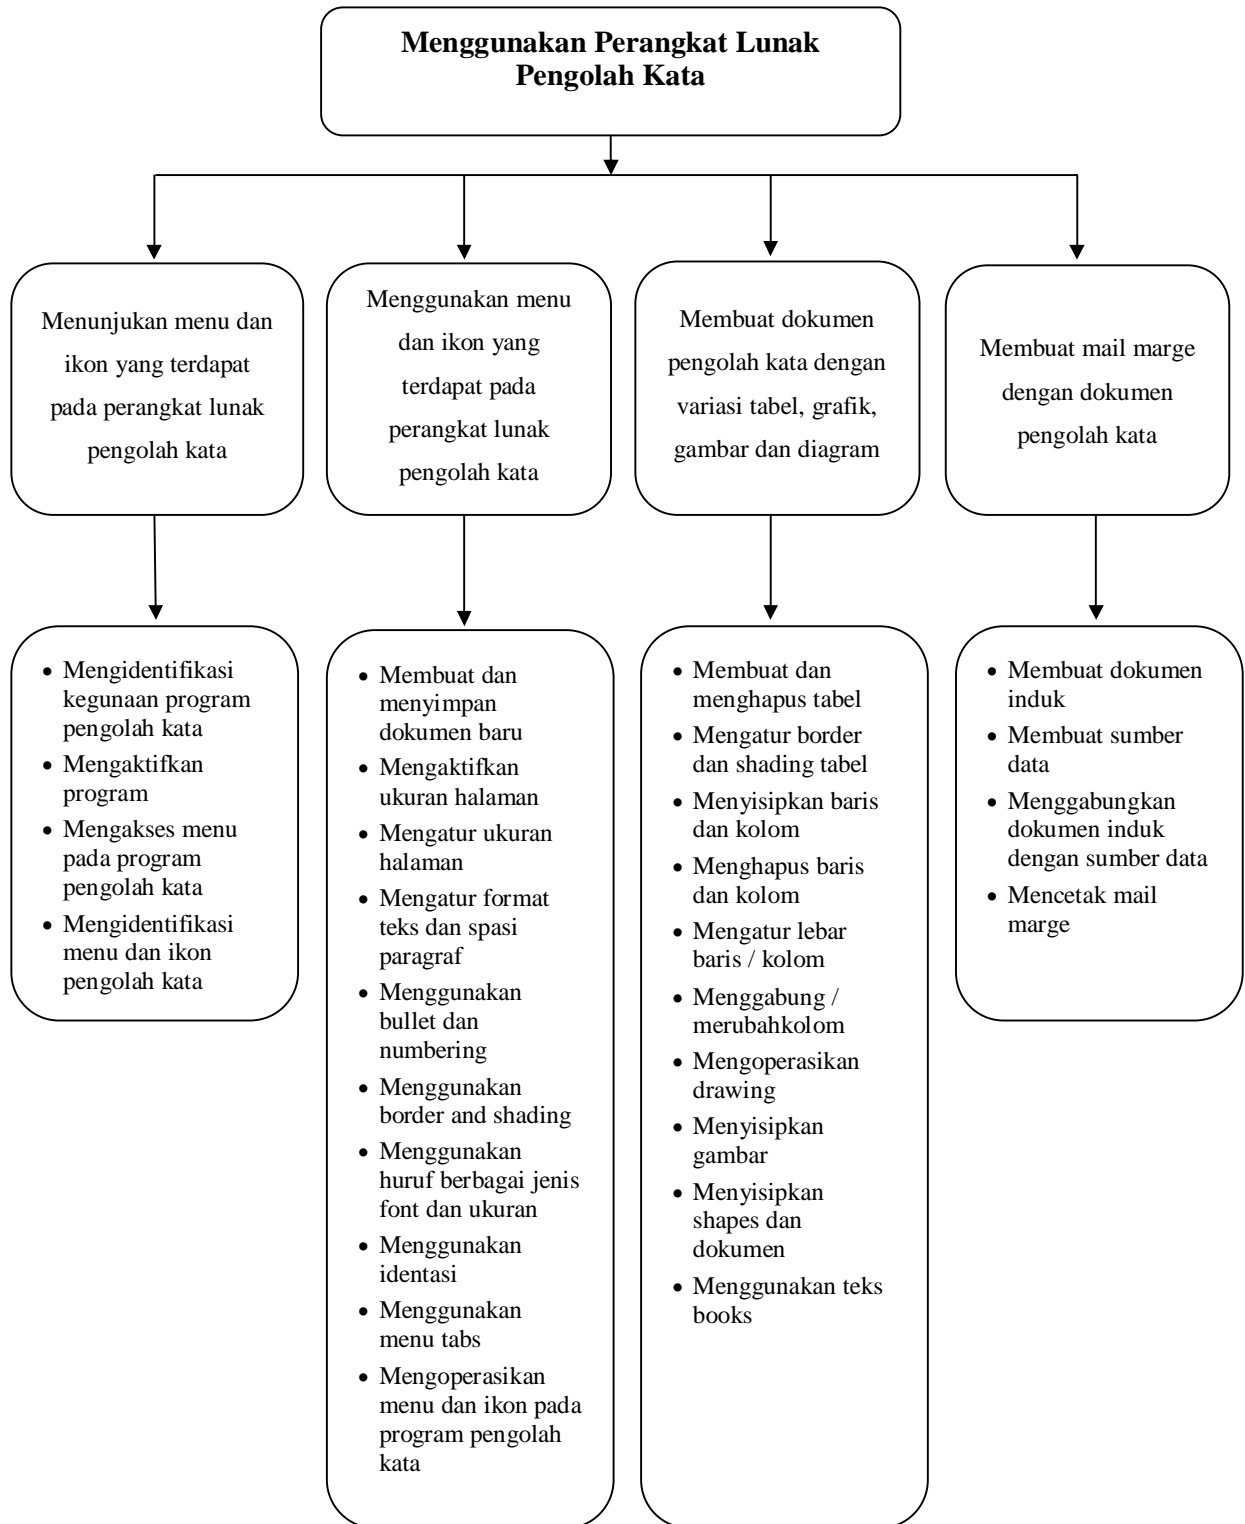 Menggunakan Perangkat Lunak
Pengolah Kata
Menunjukan menu dan
ikon yang terdapat
pada perangkat lunak
pengolah kata
Menggunakan menu
dan ikon yang
terdapat pada
perangkat lunak
pengolah kata
Membuat dokumen
pengolah kata dengan
variasi tabel, grafik,
gambar dan diagram
Membuat mail marge
dengan dokumen
pengolah kata
• Mengidentifikasi
kegunaan program
pengolah kata
• Mengaktifkan
program
• Mengakses menu
pada program
pengolah kata
• Mengidentifikasi
menu dan ikon
pengolah kata
• Membuat dan
menyimpan
dokumen baru
• Mengaktifkan
ukuran halaman
• Mengatur ukuran
halaman
• Mengatur format
teks dan spasi
paragraf
• Menggunakan
bullet dan
numbering
• Menggunakan
border and shading
• Menggunakan
huruf berbagai jenis
font dan ukuran
• Menggunakan
identasi
• Menggunakan
menu tabs
• Mengoperasikan
menu dan ikon pada
program pengolah
kata
• Membuat dan
menghapus tabel
• Mengatur border
dan shading tabel
• Menyisipkan baris
dan kolom
• Menghapus baris
dan kolom
• Mengatur lebar
baris / kolom
• Menggabung /
merubahkolom
• Mengoperasikan
drawing
• Menyisipkan
gambar
• Menyisipkan
shapes dan
dokumen
• Menggunakan teks
books
• Membuat dokumen
induk
• Membuat sumber
data
• Menggabungkan
dokumen induk
dengan sumber data
• Mencetak mail
marge